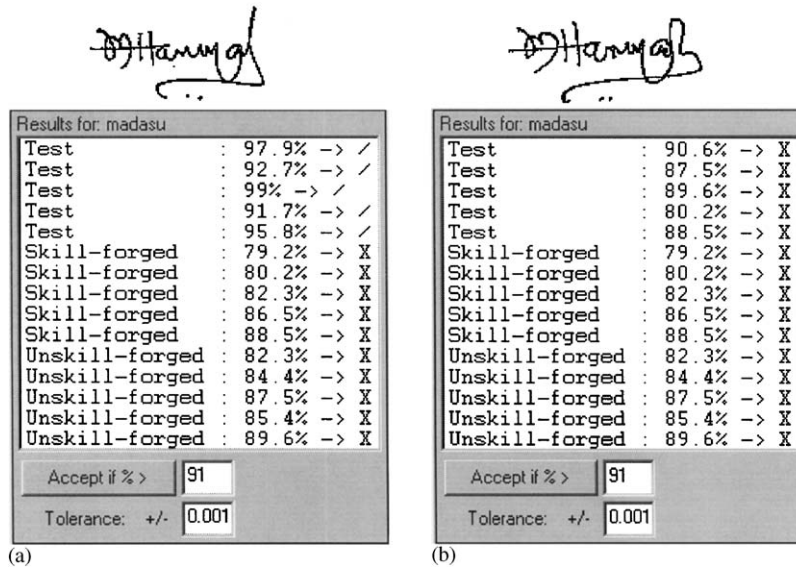 Results for: madasu
Test : 97.9% -> /
Test : 92.7% -> /
Test : 99% -> /
Test : 91.7% -> /
Test : 95.8% -> /
Skill-forged : 79.2% -> X
Skill-forged : 80.2% -> X
Skill-forged : 82.3% -> X
Skill-forged : 86.5% -> X
Skill-forged : 88.5% -> X
Unskill-forged : 82.3% -> X
Unskill-forged : 84.4% -> X
Unskill-forged : 87.5% -> X
Unskill-forged : 85.4% -> X
Unskill-forged : 89.6% -> X
Accept if % > 91
Tolerance: +/- 0.001
(a)
Results for: madasu
Test : 90.6% -> X
Test : 87.5% -> X
Test : 89.6% -> X
Test : 80.2% -> X
Test : 88.5% -> X
Skill-forged : 79.2% -> X
Skill-forged : 80.2% -> X
Skill-forged : 82.3% -> X
Skill-forged : 86.5% -> X
Skill-forged : 88.5% -> X
Unskill-forged : 82.3% -> X
Unskill-forged : 84.4% -> X
Unskill-forged : 87.5% -> X
Unskill-forged : 85.4% -> X
Unskill-forged : 89.6% -> X
Accept if % > 91
Tolerance: +/- 0.001
(b)